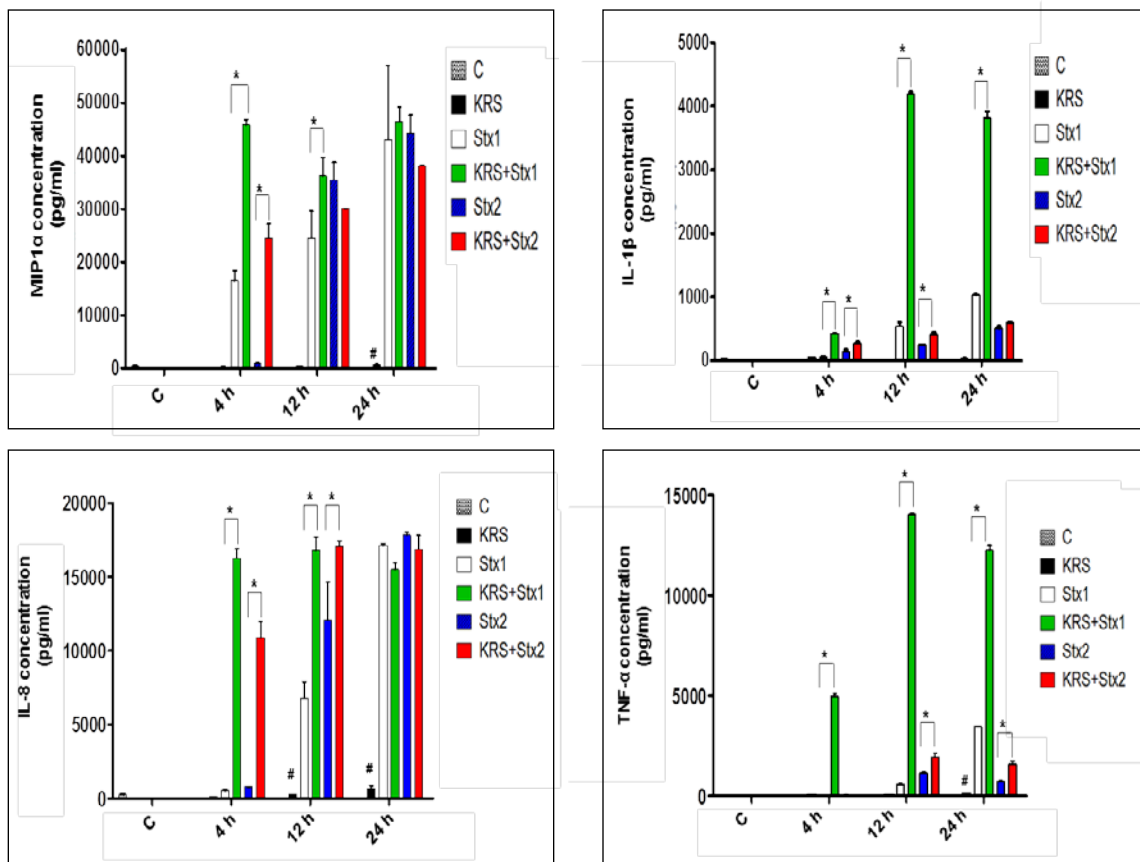 MIP1α concentration
(pg/ml)
60000
50000
40000
30000
20000
10000
0
*
*
*
#
C
4 h
12 h
24 h
C
KRS
Stx1
KRS+Stx1
Stx2
KRS+Stx2
IL-1β concentration
(pg/ml)
5000
4000
3000
2000
1000
0
*
*
*
*
*
C
4 h
12 h
24 h
C
KRS
Stx1
KRS+Stx1
Stx2
KRS+Stx2
IL-8 concentration
(pg/ml)
20000
15000
10000
5000
0
*
*
*
*
#
#
C
4 h
12 h
24 h
C
KRS
Stx1
KRS+Stx1
Stx2
KRS+Stx2
TNF-α concentration
(pg/ml)
15000
10000
5000
0
*
*
*
*
*
#
C
4 h
12 h
24 h
C
KRS
Stx1
KRS+Stx1
Stx2
KRS+Stx2